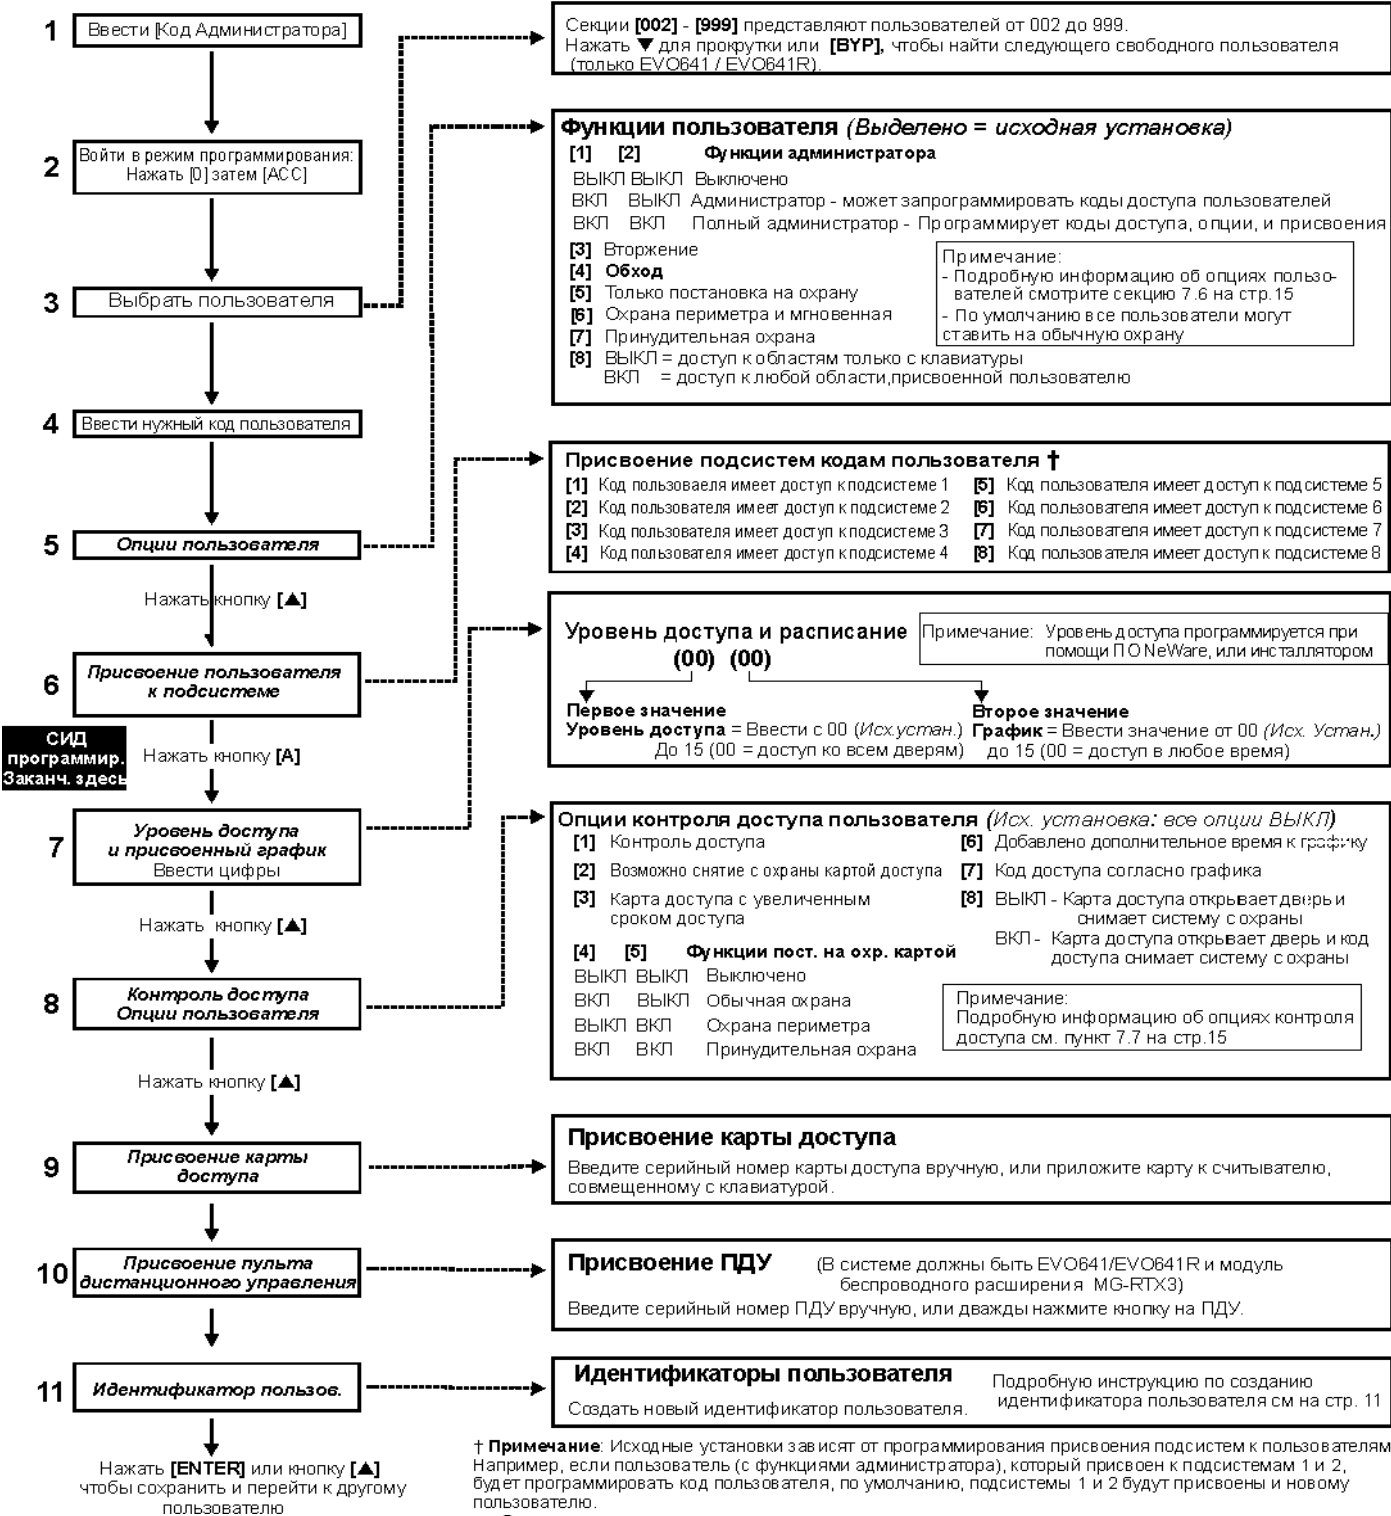 1 Ввести [Код Администратора]
Секции [002] - [999] представляют пользователей от 002 до 999.
Нажать ▼ для прокрутки или [BYP], чтобы найти следующего свободного пользователя
(только EVO641 / EVO641R).
2 Войти в режим программирования:
Нажать [0] затем [ACC]
Функции пользователя (Выделено = исходная установка)
[1] [2] Функции администратора
ВЫКЛ ВЫКЛ Выключено
ВКЛ ВЫКЛ Администратор - может запрограммировать коды доступа пользователей
ВКЛ ВКЛ Полный администратор - Программирует коды доступа, опции, и присвоения
[3] Вторжение
[4] Обход
[5] Только постановка на охрану
[6] Охрана периметра и мгновенная
[7] Принудительная охрана
[8] ВЫКЛ = доступ к областям только с клавиатуры
ВКЛ = доступ к любой области,присвоенной пользователю
Примечание:
- Подробную информацию об опциях пользо-
вателей смотрите секцию 7.6 на стр.15
- По умолчанию все пользователи могут
ставить на обычную охрану
3 Выбрать пользователя
4 Ввести нужный код пользователя
5 Опции пользователя
Нажать кнопку [▲]
Присвоение подсистем кодам пользователя †
[1] Код пользоваеля имеет доступ к подсистеме 1
[2] Код пользователя имеет доступ к подсистеме 2
[3] Код пользователя имеет доступ к подсистеме 3
[4] Код пользователя имеет доступ к подсистеме 4
[5] Код пользователя имеет доступ к подсистеме 5
[6] Код пользователя имеет доступ к подсистеме 6
[7] Код пользователя имеет доступ к подсистеме 7
[8] Код пользователя имеет доступ к подсистеме 8
6 Присвоение пользователя
к подсистеме
СИД
программир.
Заканч. здесь
Нажать кнопку [A]
Уровень доступа и расписание
(00) (00)
Примечание: Уровень доступа программируется при
помощи ПО NeWare, или инсталлятором
Первое значение
Уровень доступа = Ввести с 00 (Исх.устан.)
До 15 (00 = доступ ко всем дверям)
Второе значение
График = Ввести значение от 00 (Исх. Устан.)
до 15 (00 = доступ в любое время)
7 Уровень доступа
и присвоенный график
Ввести цифры
Нажать кнопку [▲]
Опции контроля доступа пользователя (Исх. установка: все опции ВЫКЛ)
[1] Контроль доступа
[2] Возможно снятие с охраны картой доступа
[3] Карта доступа с увеличенным
сроком доступа
[4] [5] Функции пост. на охр. картой
ВЫКЛ ВЫКЛ Выключено
ВКЛ ВЫКЛ Обычная охрана
ВЫКЛ ВКЛ Охрана периметра
ВКЛ ВКЛ Принудительная охрана
[6] Добавлено дополнительное время к графику
[7] Код доступа согласно графика
[8] ВЫКЛ - Карта доступа открывает дверь и
снимает систему с охраны
ВКЛ - Карта доступа открывает дверь и код
доступа снимает систему с охраны
Примечание:
Подробную информацию об опциях контроля
доступа см. пункт 7.7 на стр.15
8 Контроль доступа
Опции пользователя
Нажать кнопку [▲]
9 Присвоение карты
доступа
Присвоение карты доступа
Введите серийный номер карты доступа вручную, или приложите карту к считывателю,
совмещенному с клавиатурой.
10 Присвоение пульта
дистанционного управления
Присвоение ПДУ (В системе должны быть EVO641/EVO641R и модуль
беспроводного расширения MG-RTX3)
Введите серийный номер ПДУ вручную, или дважды нажмите кнопку на ПДУ.
11 Идентификатор пользов.
Идентификаторы пользователя
Создать новый идентификатор пользователя.
Подробную инструкцию по созданию
идентификатора пользователя см на стр. 11
Нажать [ENTER] или кнопку [▲]
чтобы сохранить и перейти к другому
пользователю
† Примечание: Исходные установки зависят от программирования присвоения подсистем к пользователям
Например, если пользователь (с функциями администратора), который присвоен к подсистемам 1 и 2,
будет программировать код пользователя, по умолчанию, подсистемы 1 и 2 будут присвоены и новому
пользователю.